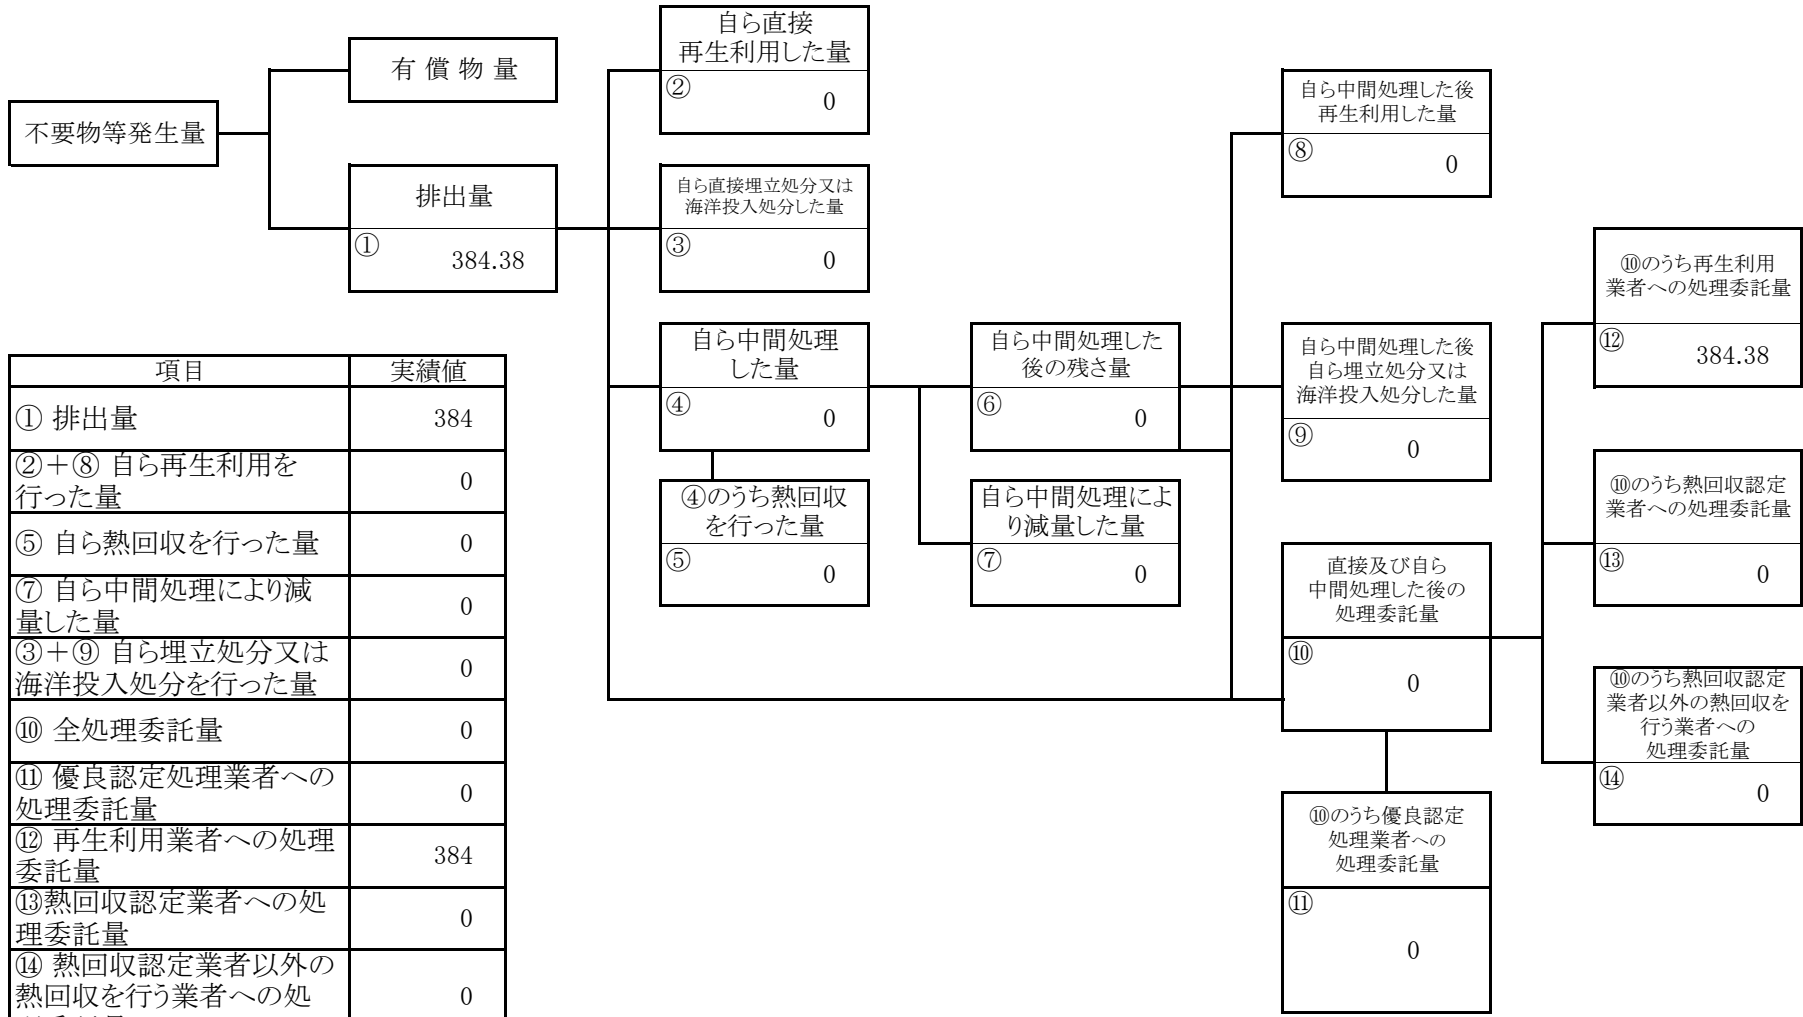 不要物等発生量
有 償 物 量
排出量
①
384.38
自ら直接
再生利用した量
②
0
自ら直接埋立処分又は
海洋投入処分した量
③
0
自ら中間処理
した量
④
0
④のうち熱回収
を行った量
⑤
0
自ら中間処理した
後の残さ量
⑥
0
自ら中間処理によ
り減量した量
⑦
0
自ら中間処理した後
再生利用した量
⑧
0
自ら中間処理した後
自ら埋立処分又は
海洋投入処分した量
⑨
0
直接及び自ら
中間処理した後の
処理委託量
⑩
0
⑩のうち優良認定
処理業者への
処理委託量
⑪
0
⑩のうち再生利用
業者への処理委託量
⑫
384.38
⑩のうち熱回収認定
業者への処理委託量
⑬
0
⑩のうち熱回収認定
業者以外の熱回収を
行う業者への
処理委託量
⑭
0
項目 実績値
① 排出量 384
②＋⑧ 自ら再生利用を
行った量 0
⑤ 自ら熱回収を行った量 0
⑦ 自ら中間処理により減
量した量 0
③＋⑨ 自ら埋立処分又は
海洋投入処分を行った量 0
⑩ 全処理委託量 0
⑪ 優良認定処理業者への
処理委託量 0
⑫ 再生利用業者への処理
委託量 384
⑬熱回収認定業者への処
理委託量 0
⑭ 熱回収認定業者以外の
熱回収を行う業者への処 0